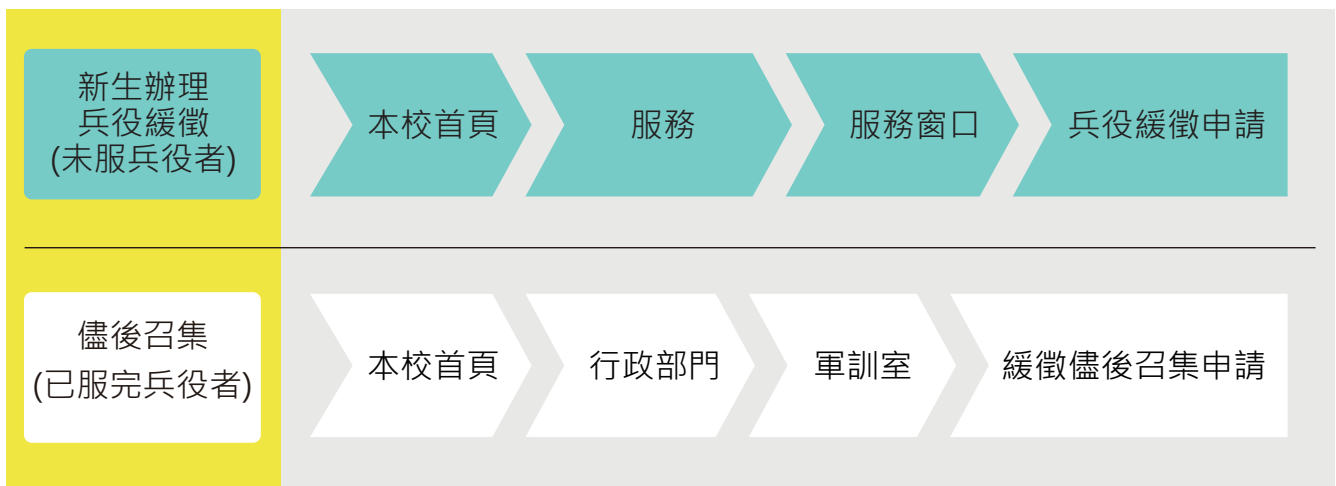 新生辦理
兵役緩徵
(未服兵役者)
本校首頁
服務
服務窗口
兵役緩徵申請
儘後召集
(已服完兵役者)
本校首頁
行政部門
軍訓室
緩徵儘後召集申請